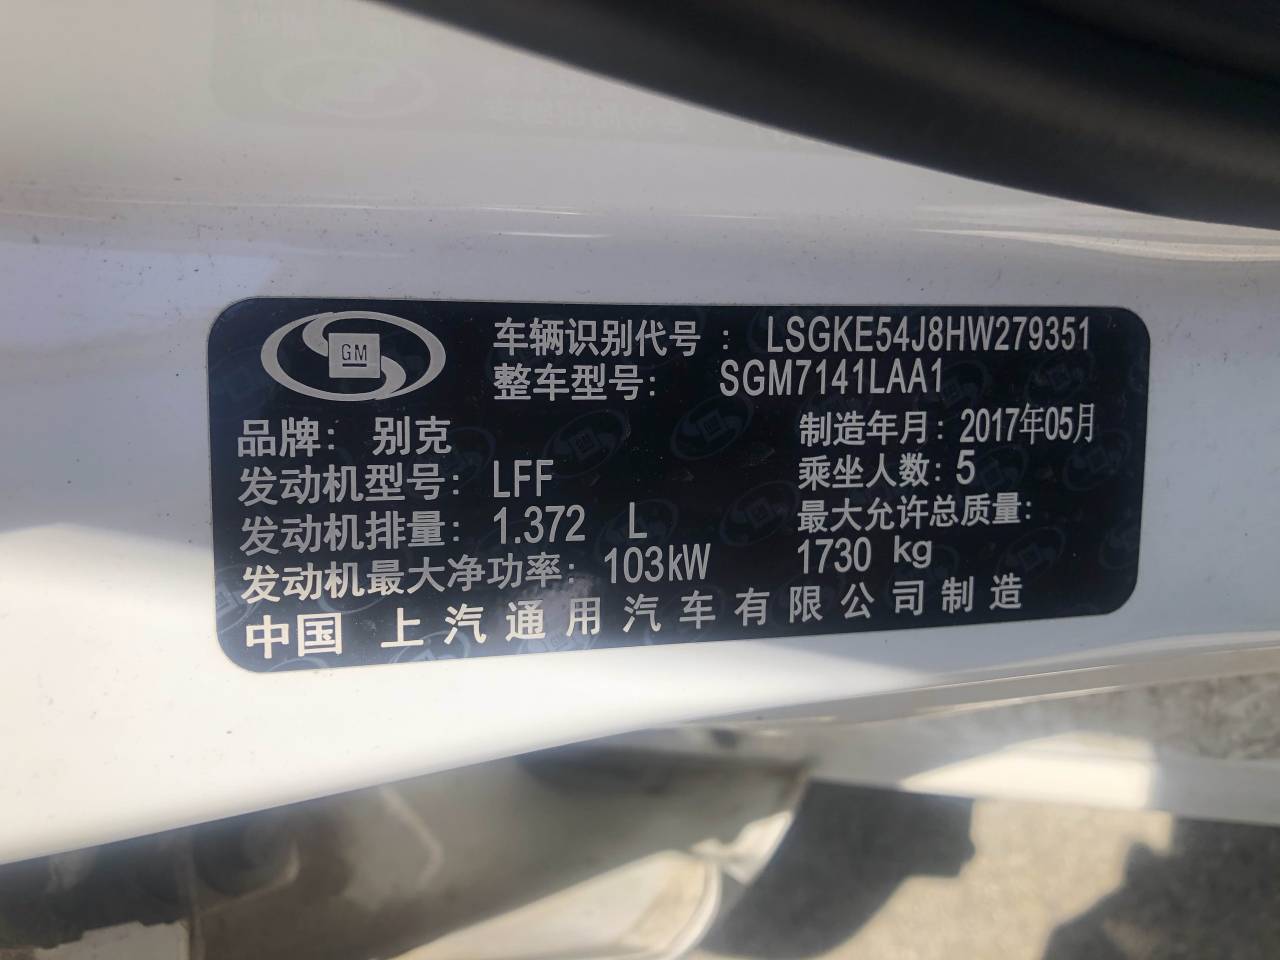 GM
车辆识别代号 : LSGKE54J8HW279351
整车型号: SGM7141LAA1
品牌: 别克 制造年月: 2017年05月
发动机型号: LFF 乘坐人数: 5
发动机排量: 1.372 L 最大允许总质量:
发动机最大净功率: 103kW 1730 kg
中国 上汽通用汽车有限公司制造